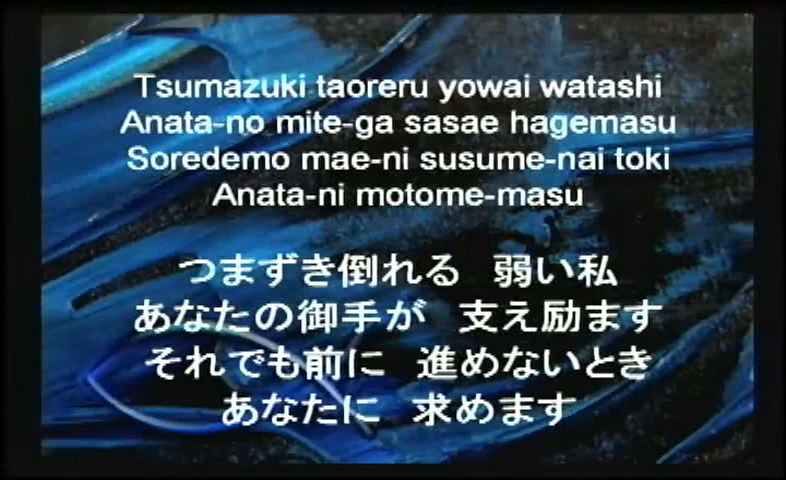 Tsumazuki taoreru yowai watashi
Anata-no mite-ga sasae hagemasu
Soredemo mae-ni susume-nai toki
Anata-ni motome-masu
つまずき倒れる　弱い私
あなたの御手が　支え励ます
それでも前に　進めないとき
あなたに　求めます